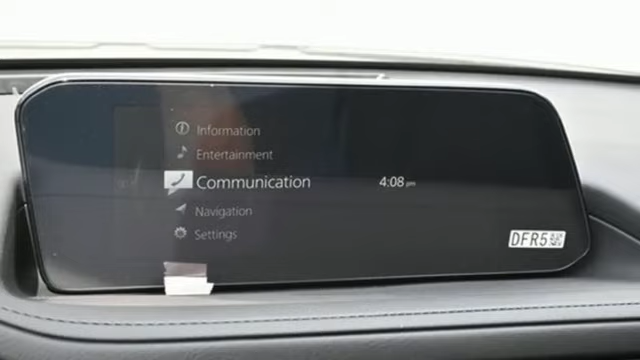 Information
Entertainment
Communication
4:08 pm
Navigation
Settings
DFR5